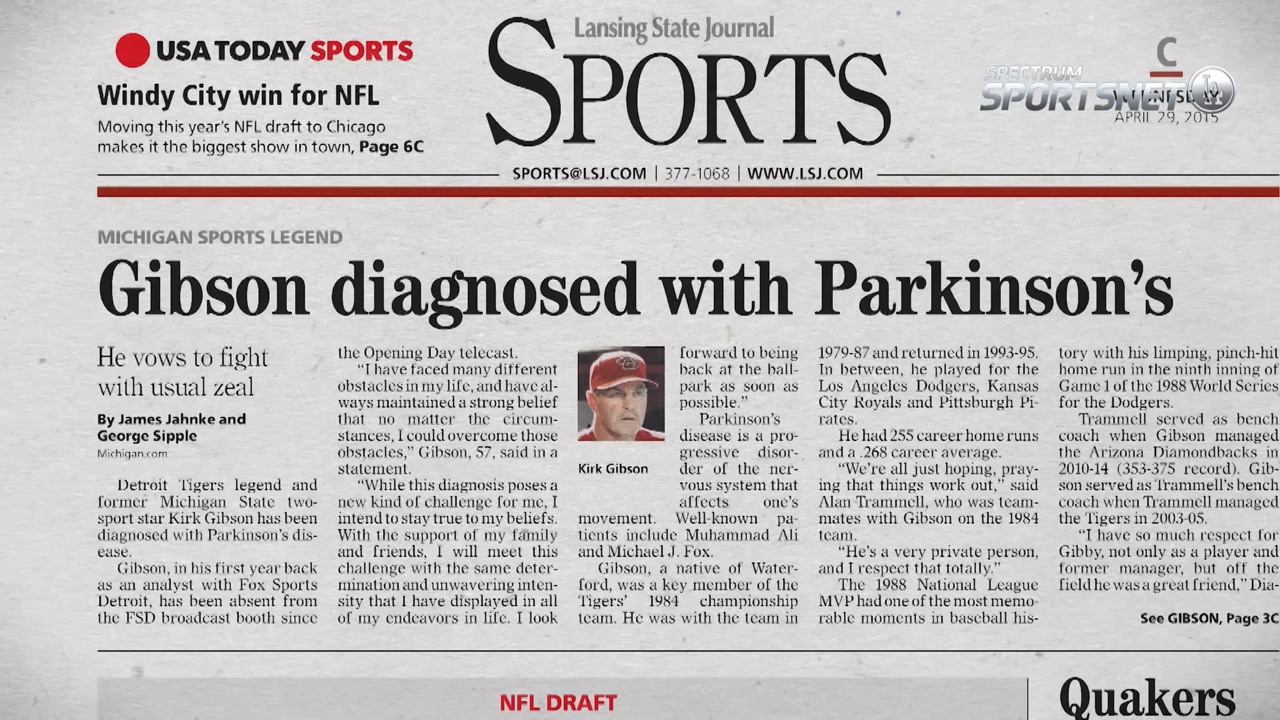 USA TODAY SPORTS
Windy City win for NFL
Moving this year's NFL draft to Chicago
makes it the biggest show in town, Page 6C
Lansing State Journal
SPORTS
SPORTS@LSJ.COM | 377-1068 | WWW.LSJ.COM
C
WEDNESDAY
APRIL 29, 2015
SPECTRUM
SPORTSNET LA
MICHIGAN SPORTS LEGEND
Gibson diagnosed with Parkinson's
He vows to fight
with usual zeal
By James Jahnke and
George Sipple
Michigan.com
Detroit Tigers legend and
former Michigan State two-
sport star Kirk Gibson has been
diagnosed with Parkinson's dis-
ease.
Gibson, in his first year back
as an analyst with Fox Sports
Detroit, has been absent from
the FSD broadcast booth since
the Opening Day telecast.
"I have faced many different
obstacles in my life, and have al-
ways maintained a strong belief
that no matter the circum-
stances, I could overcome those
obstacles," Gibson, 57, said in a
statement.
"While this diagnosis poses a
new kind of challenge for me, I
intend to stay true to my beliefs.
With the support of my family
and friends, I will meet this
challenge with the same deter-
mination and unwavering inten-
sity that I have displayed in all
of my endeavors in life. I look
Kirk Gibson
forward to being
back at the ball-
park as soon as
possible."
Parkinson's
disease is a pro-
gressive disor-
der of the ner-
vous system that
affects one's
movement. Well-known pa-
tients include Muhammad Ali
and Michael J. Fox.
Gibson, a native of Water-
ford, was a key member of the
Tigers' 1984 championship
team. He was with the team in
1979-87 and returned in 1993-95.
In between, he played for the
Los Angeles Dodgers, Kansas
City Royals and Pittsburgh Pi-
rates.
He had 255 career home runs
and a .268 career average.
"We're all just hoping, pray-
ing that things work out," said
Alan Trammell, who was team-
mates with Gibson on the 1984
team.
"He's a very private person,
and I respect that totally."
The 1988 National League
MVP had one of the most memo-
rable moments in baseball his-
tory with his limping, pinch-hit
home run in the ninth inning of
Game 1 of the 1988 World Series
for the Dodgers.
Trammell served as bench
coach when Gibson managed
the Arizona Diamondbacks in
2010-14 (353-375 record). Gib-
son served as Trammell's bench
coach when Trammell managed
the Tigers in 2003-05.
"I have so much respect for
Gibby, not only as a player and
former manager, but off the
field he was a great friend," Dia-
See GIBSON, Page 3C
NFL DRAFT
Quakers